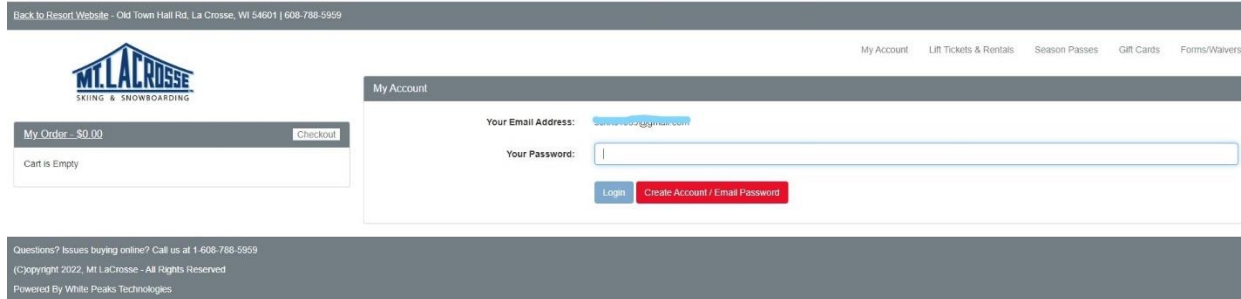 Back to Resort Website - Old Town Hall Rd, La Crosse, WI 54601 | 608-788-5959
My Account Lift Tickets & Rentals Season Passes Gift Cards Forms/Waivers
MT. LACROSSE
SKIING & SNOWBOARDING
My Order - $0.00 Checkout
Cart is Empty
My Account
Your Email Address: @gmail.com
Your Password:
Login Create Account / Email Password
Questions? Issues buying online? Call us at 1-608-788-5959
(C)opyright 2022, Mt LaCrosse - All Rights Reserved
Powered By White Peaks Technologies